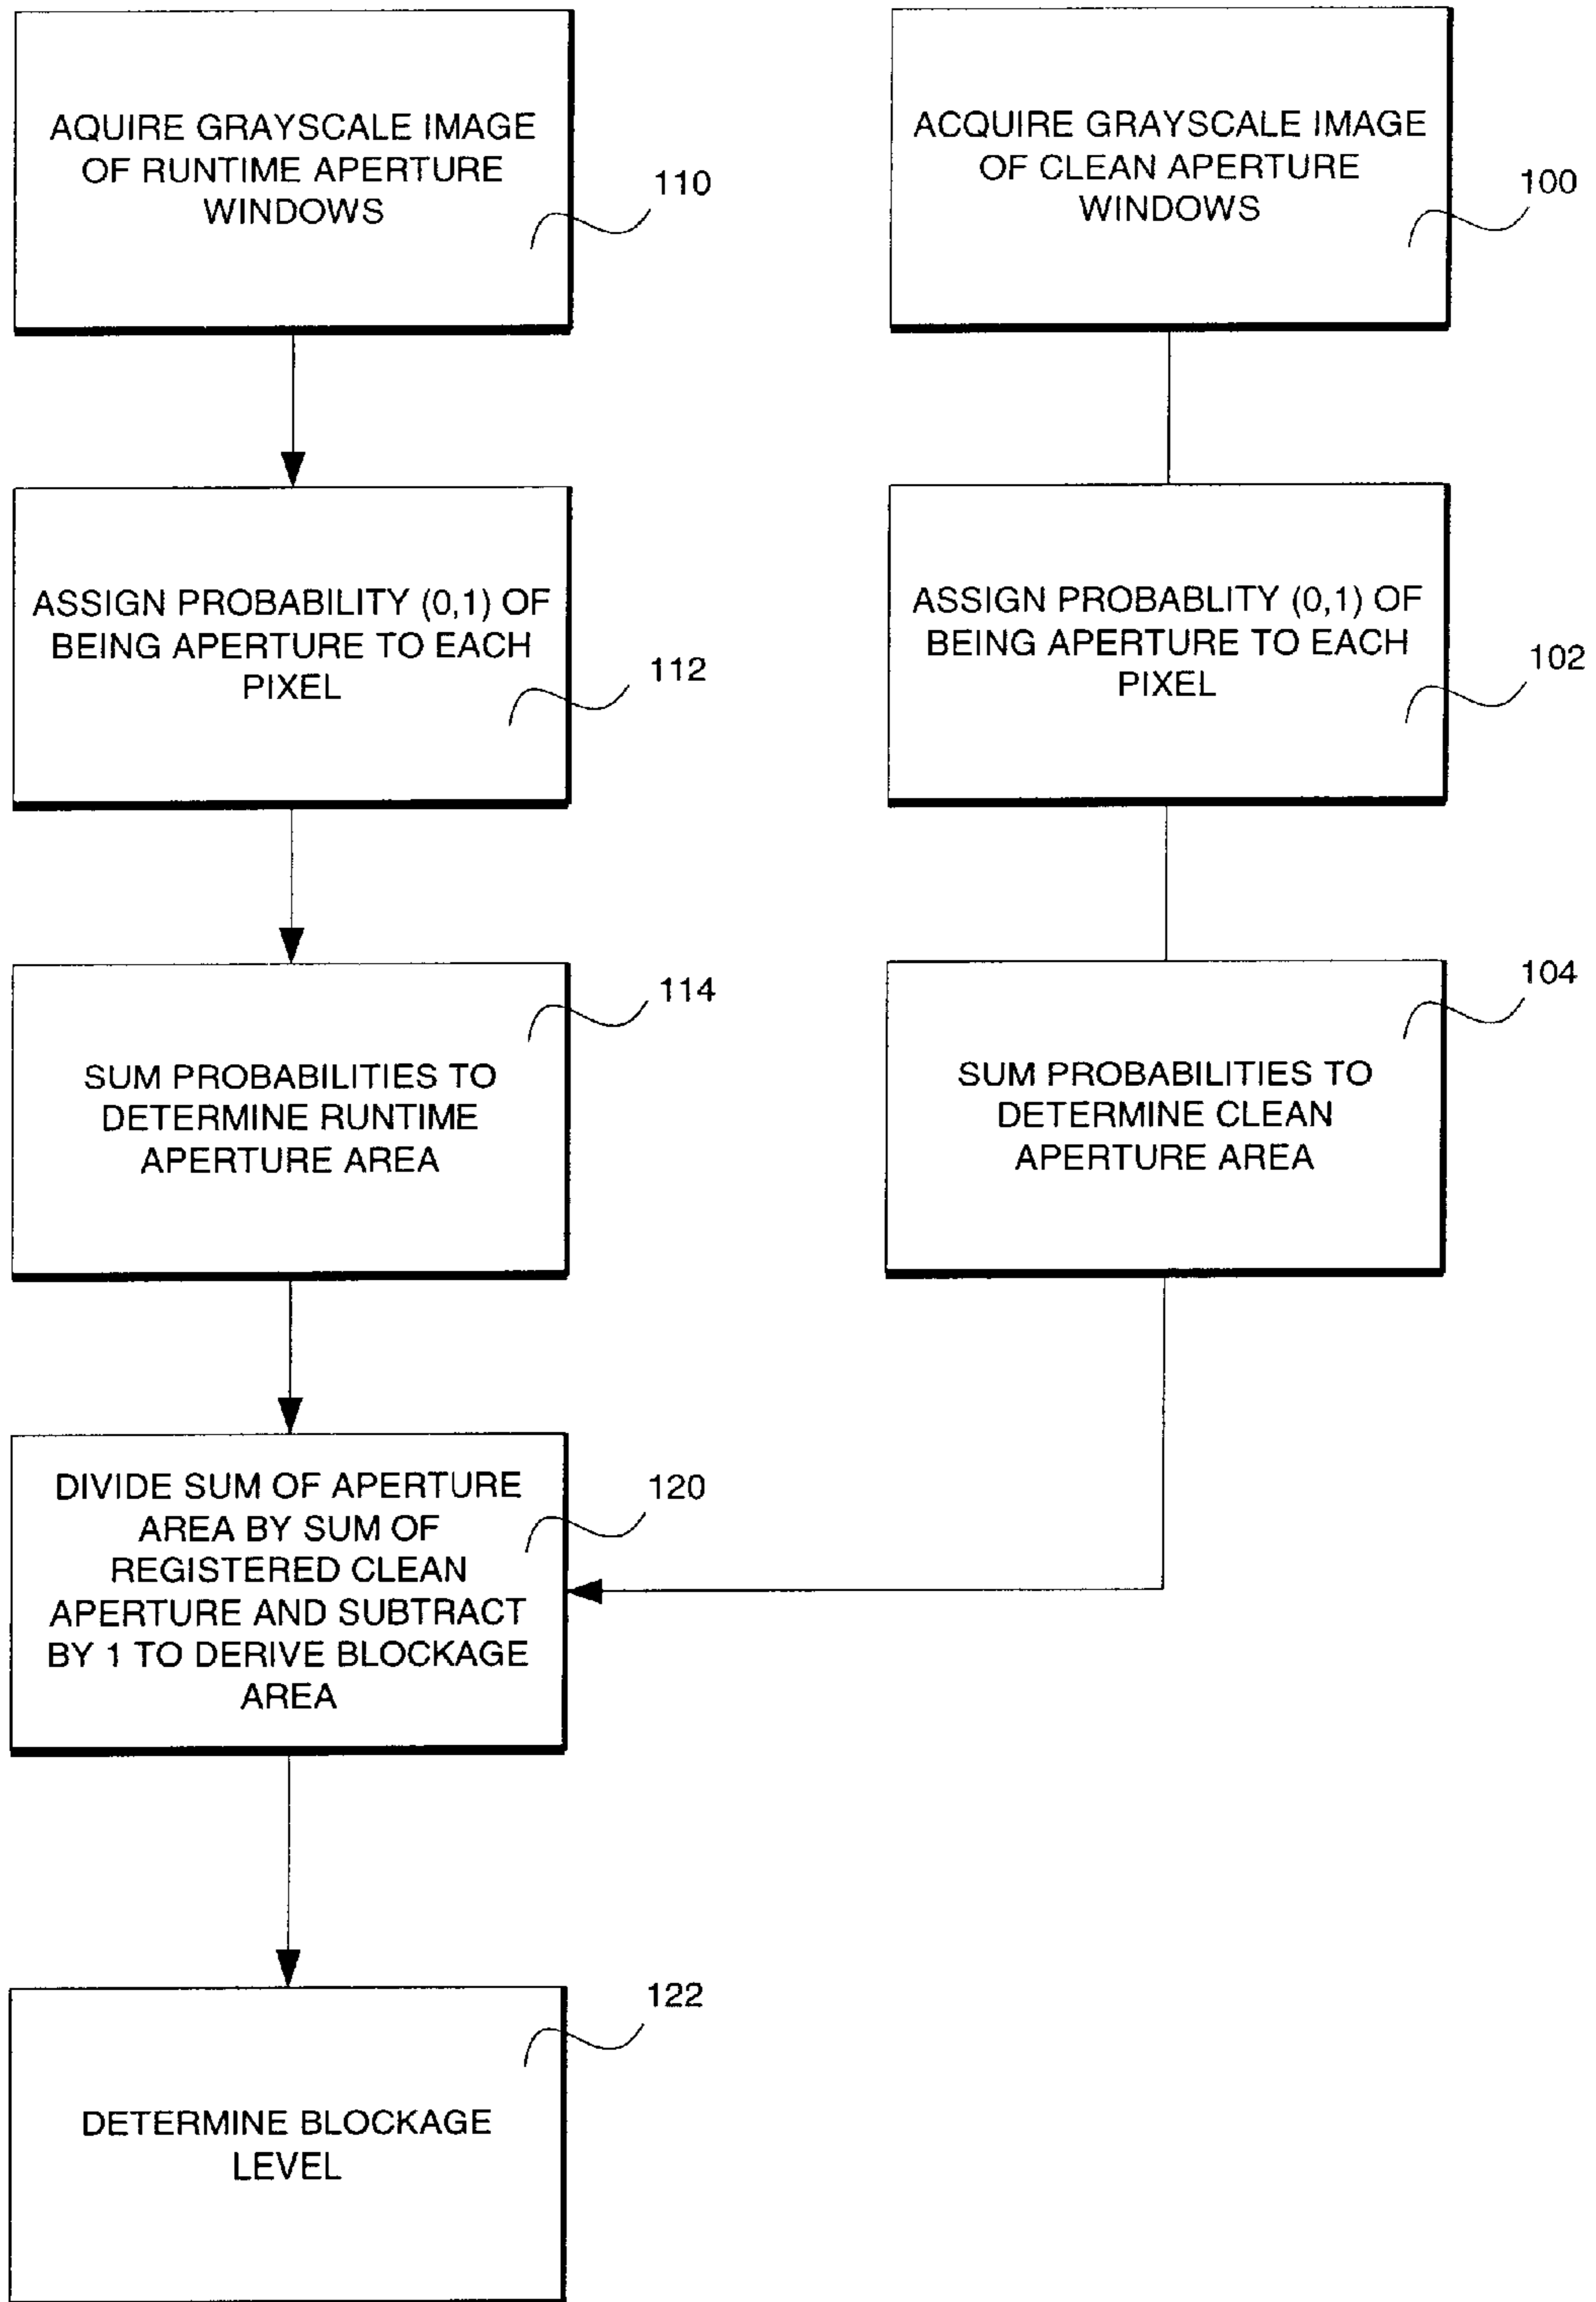 AQUIRE GRAYSCALE IMAGE
OF RUNTIME APERTURE
WINDOWS
110
ACQUIRE GRAYSCALE IMAGE
OF CLEAN APERTURE
WINDOWS
100
ASSIGN PROBABILITY (0,1) OF
BEING APERTURE TO EACH
PIXEL
112
ASSIGN PROBABLITY (0,1) OF
BEING APERTURE TO EACH
PIXEL
102
SUM PROBABILITIES TO
DETERMINE RUNTIME
APERTURE AREA
114
SUM PROBABILITIES TO
DETERMINE CLEAN
APERTURE AREA
104
DIVIDE SUM OF APERTURE
AREA BY SUM OF
REGISTERED CLEAN
APERTURE AND SUBTRACT
BY 1 TO DERIVE BLOCKAGE
AREA
120
DETERMINE BLOCKAGE
LEVEL
122